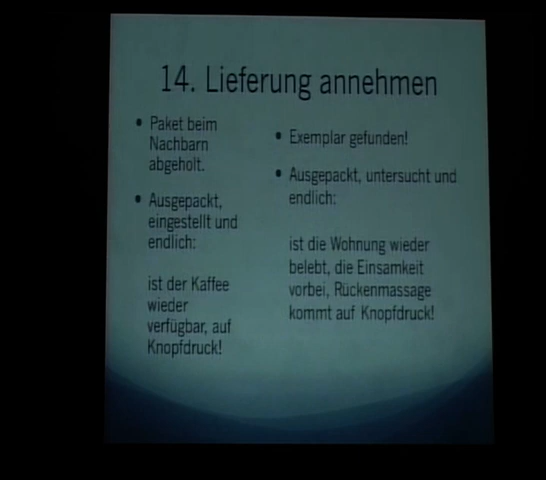 14. Lieferung annehmen
• Paket beim
Nachbarn
abgeholt.
• Ausgepackt,
eingestellt und
endlich:
ist der Kaffee
wieder
verfügbar, auf
Knopfdruck!
• Exemplar gefunden!
• Ausgepackt, untersucht und
endlich:
ist die Wohnung wieder
belebt, die Einsamkeit
vorbei, Rückenmassage
kommt auf Knopfdruck!